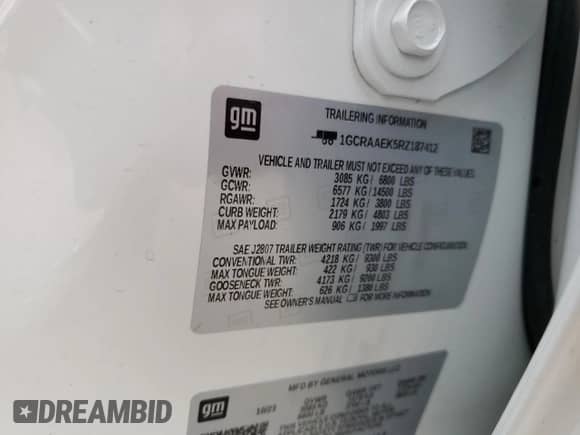 gm
TRAILERING INFORMATION
1GCRAAEK5RZ187412
VEHICLE AND TRAILER MUST NOT EXCEED ANY OF THESE VALUES.
GVWR: 3085 KG/ 6800 LBS
GCWR: 6577 KG/14500 LBS
RGAWR: 1724 KG/ 3800 LBS
CURB WEIGHT: 2179 KG/ 4803 LBS
MAX PAYLOAD: 906 KG/ 1997 LBS
SAE J2807 TRAILER WEIGHT RATING (TWR) FOR VEHICLE CONFIGURATION.
CONVENTIONAL TWR: 4218 KG/ 9300 LBS
MAX TONGUE WEIGHT: 422 KG/ 930 LBS
GOOSENECK TWR: 4173 KG/ 9200 LBS
MAX TONGUE WEIGHT: 626 KG/ 1380 LBS
SEE OWNER'S MANUAL FOR ADDITIONAL INFORMATION.
gm
MFD BY GENERAL MOTORS LLC
10/23
GVWR
DREAMBID